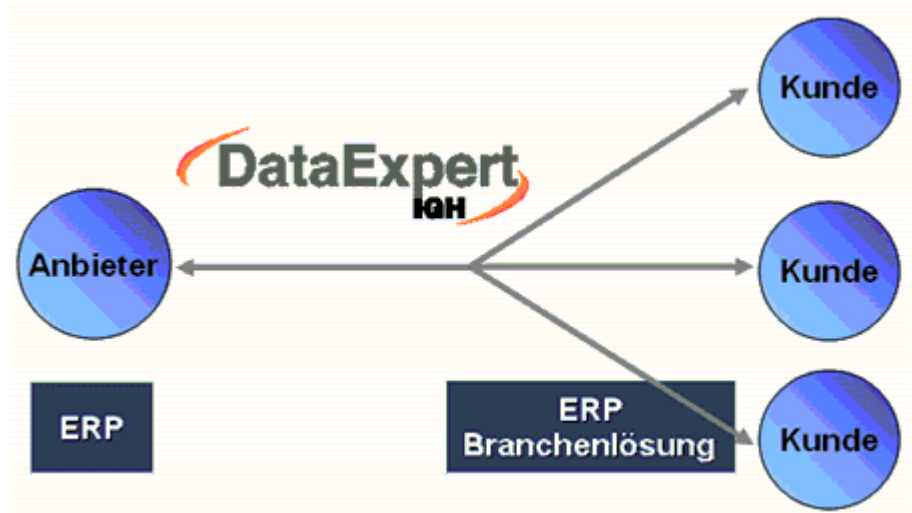 Kunde
DataExpert
IGH
Anbieter
Kunde
ERP
ERP
Branchenlösung
Kunde